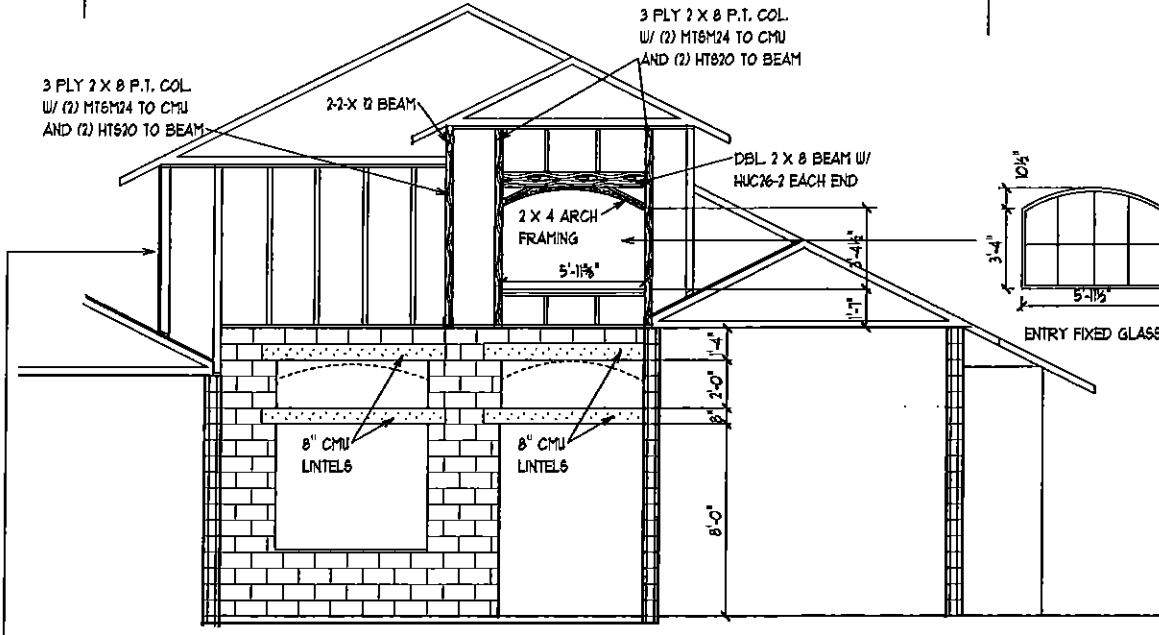 3 PLY 2 X 8 P.T. COL.
W/ (2) MTSM24 TO CMU
AND (2) HTS20 TO BEAM
3 PLY 2 X 8 P.T. COL.
W/ (2) MTSM24 TO CMU
AND (2) HTS20 TO BEAM
2-2-X 12 BEAM
DBL. 2 X 8 BEAM W/
HUC26-2 EACH END
2 X 4 ARCH
FRAMING
5'-11⅝"
3'-4½"
1'-7"
10½"
3'-4"
5'-11½"
ENTRY FIXED GLASS
1'-4"
2'-0"
8"
8'-0"
8" CMU
LINTELS
8" CMU
LINTELS